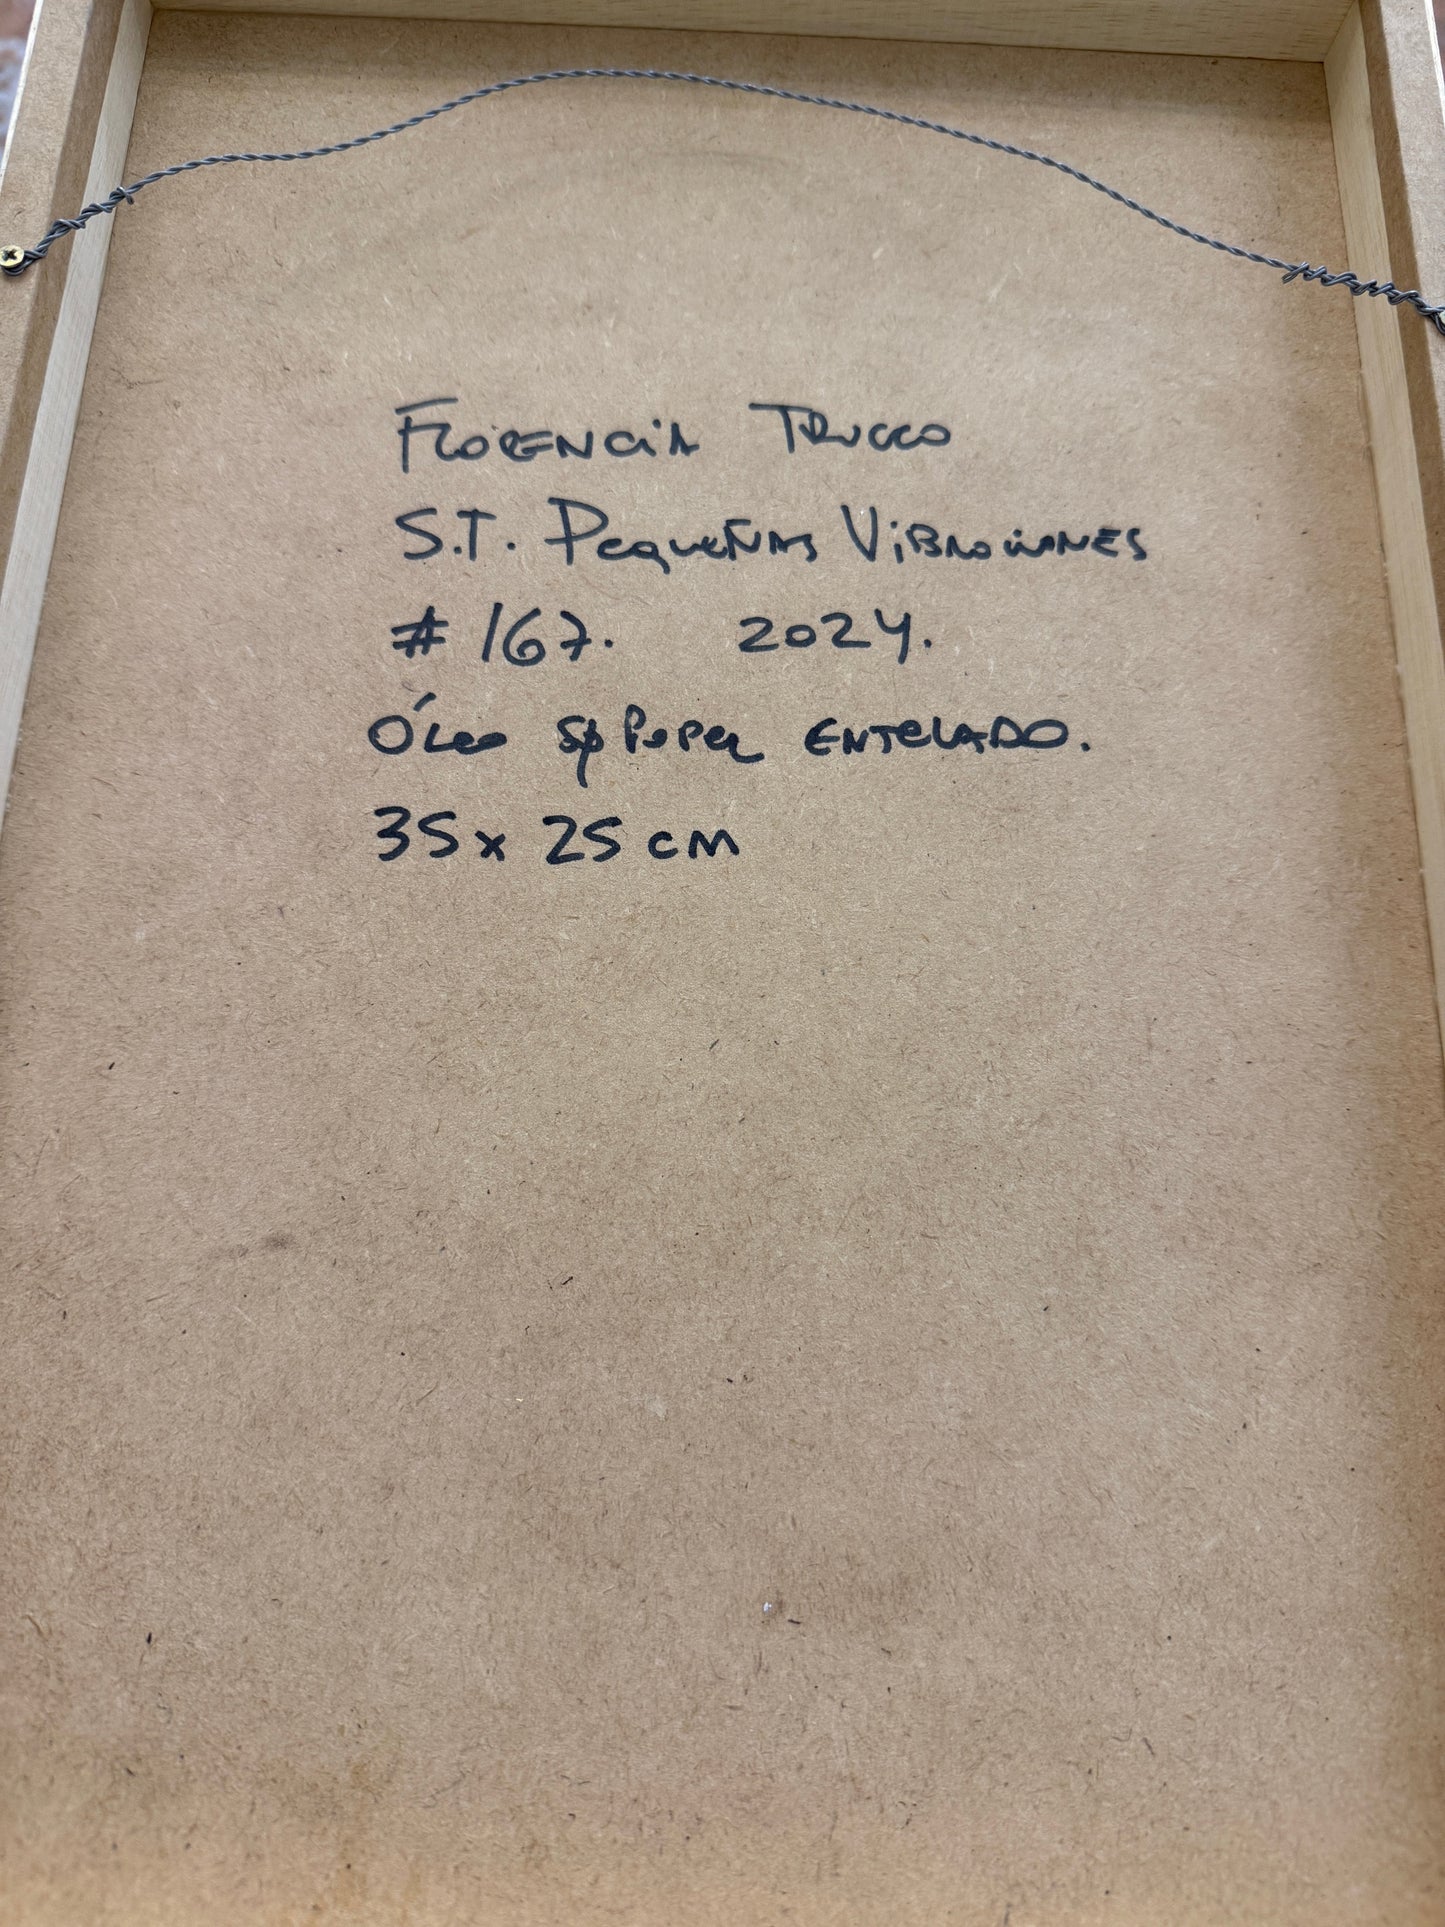 Florencia Trucco
S.T. Pequeñas Vibraciones
# 167. 2024.
Óleo s/ Papel entelado.
35 x 25 cm